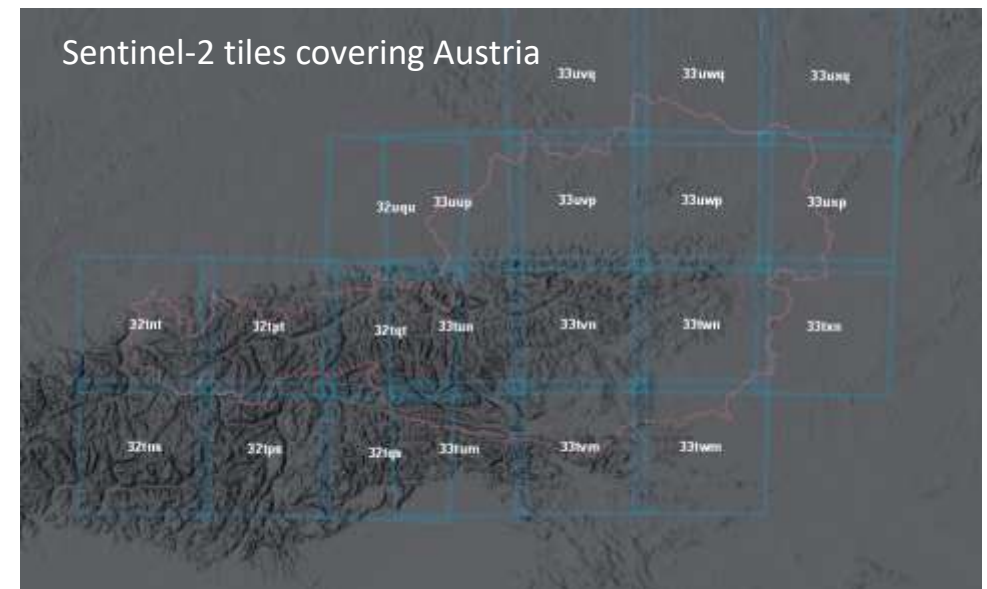 Sentinel-2 tiles covering Austria
33uvq 33uwq 33uxq
32uqu 33uup 33uvp 33uwp 33uxp
32tnt 32tpt 32tqt 33tun 33tvn 33twn 33txn
32tns 32tps 32tqs 33tum 33tvm 33twm